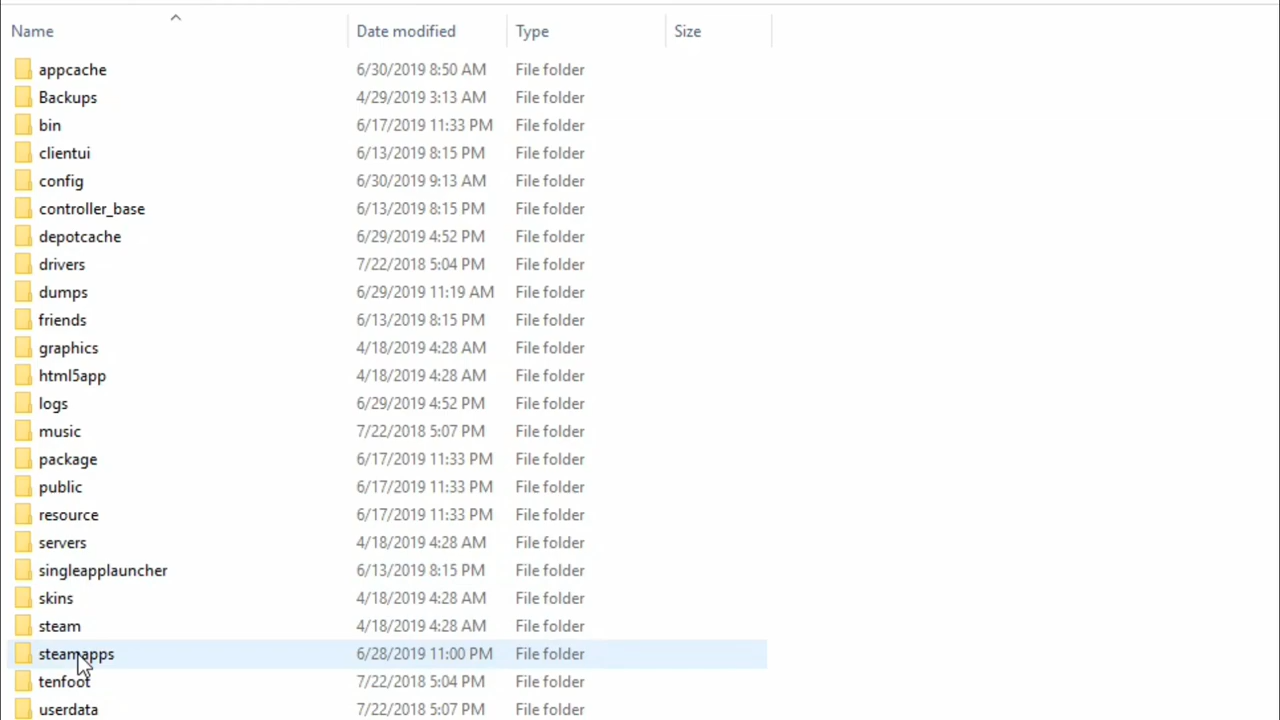 Name Date modified Type Size
appcache 6/30/2019 8:50 AM File folder
Backups 4/29/2019 3:13 AM File folder
bin 6/17/2019 11:33 PM File folder
clientui 6/13/2019 8:15 PM File folder
config 6/30/2019 9:13 AM File folder
controller_base 6/13/2019 8:15 PM File folder
depotcache 6/29/2019 4:52 PM File folder
drivers 7/22/2018 5:04 PM File folder
dumps 6/29/2019 11:19 AM File folder
friends 6/13/2019 8:15 PM File folder
graphics 4/18/2019 4:28 AM File folder
html5app 4/18/2019 4:28 AM File folder
logs 6/29/2019 4:52 PM File folder
music 7/22/2018 5:07 PM File folder
package 6/17/2019 11:33 PM File folder
public 6/17/2019 11:33 PM File folder
resource 6/17/2019 11:33 PM File folder
servers 4/18/2019 4:28 AM File folder
singleapplauncher 6/13/2019 8:15 PM File folder
skins 4/18/2019 4:28 AM File folder
steam 4/18/2019 4:28 AM File folder
steamapps 6/28/2019 11:00 PM File folder
tenfoot 7/22/2018 5:04 PM File folder
userdata 7/22/2018 5:07 PM File folder